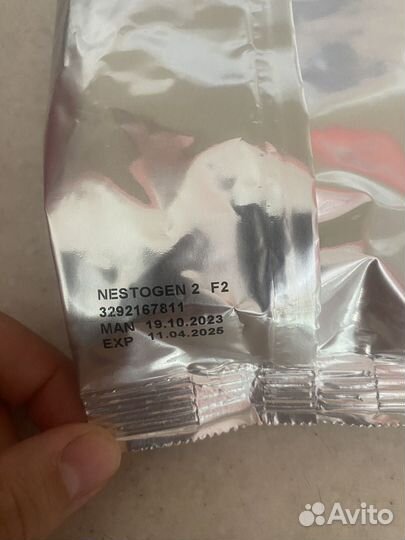 NESTOGEN 2 F2
3292167811
MAN 19.10.2023
EXP 11.04.2025
Avito